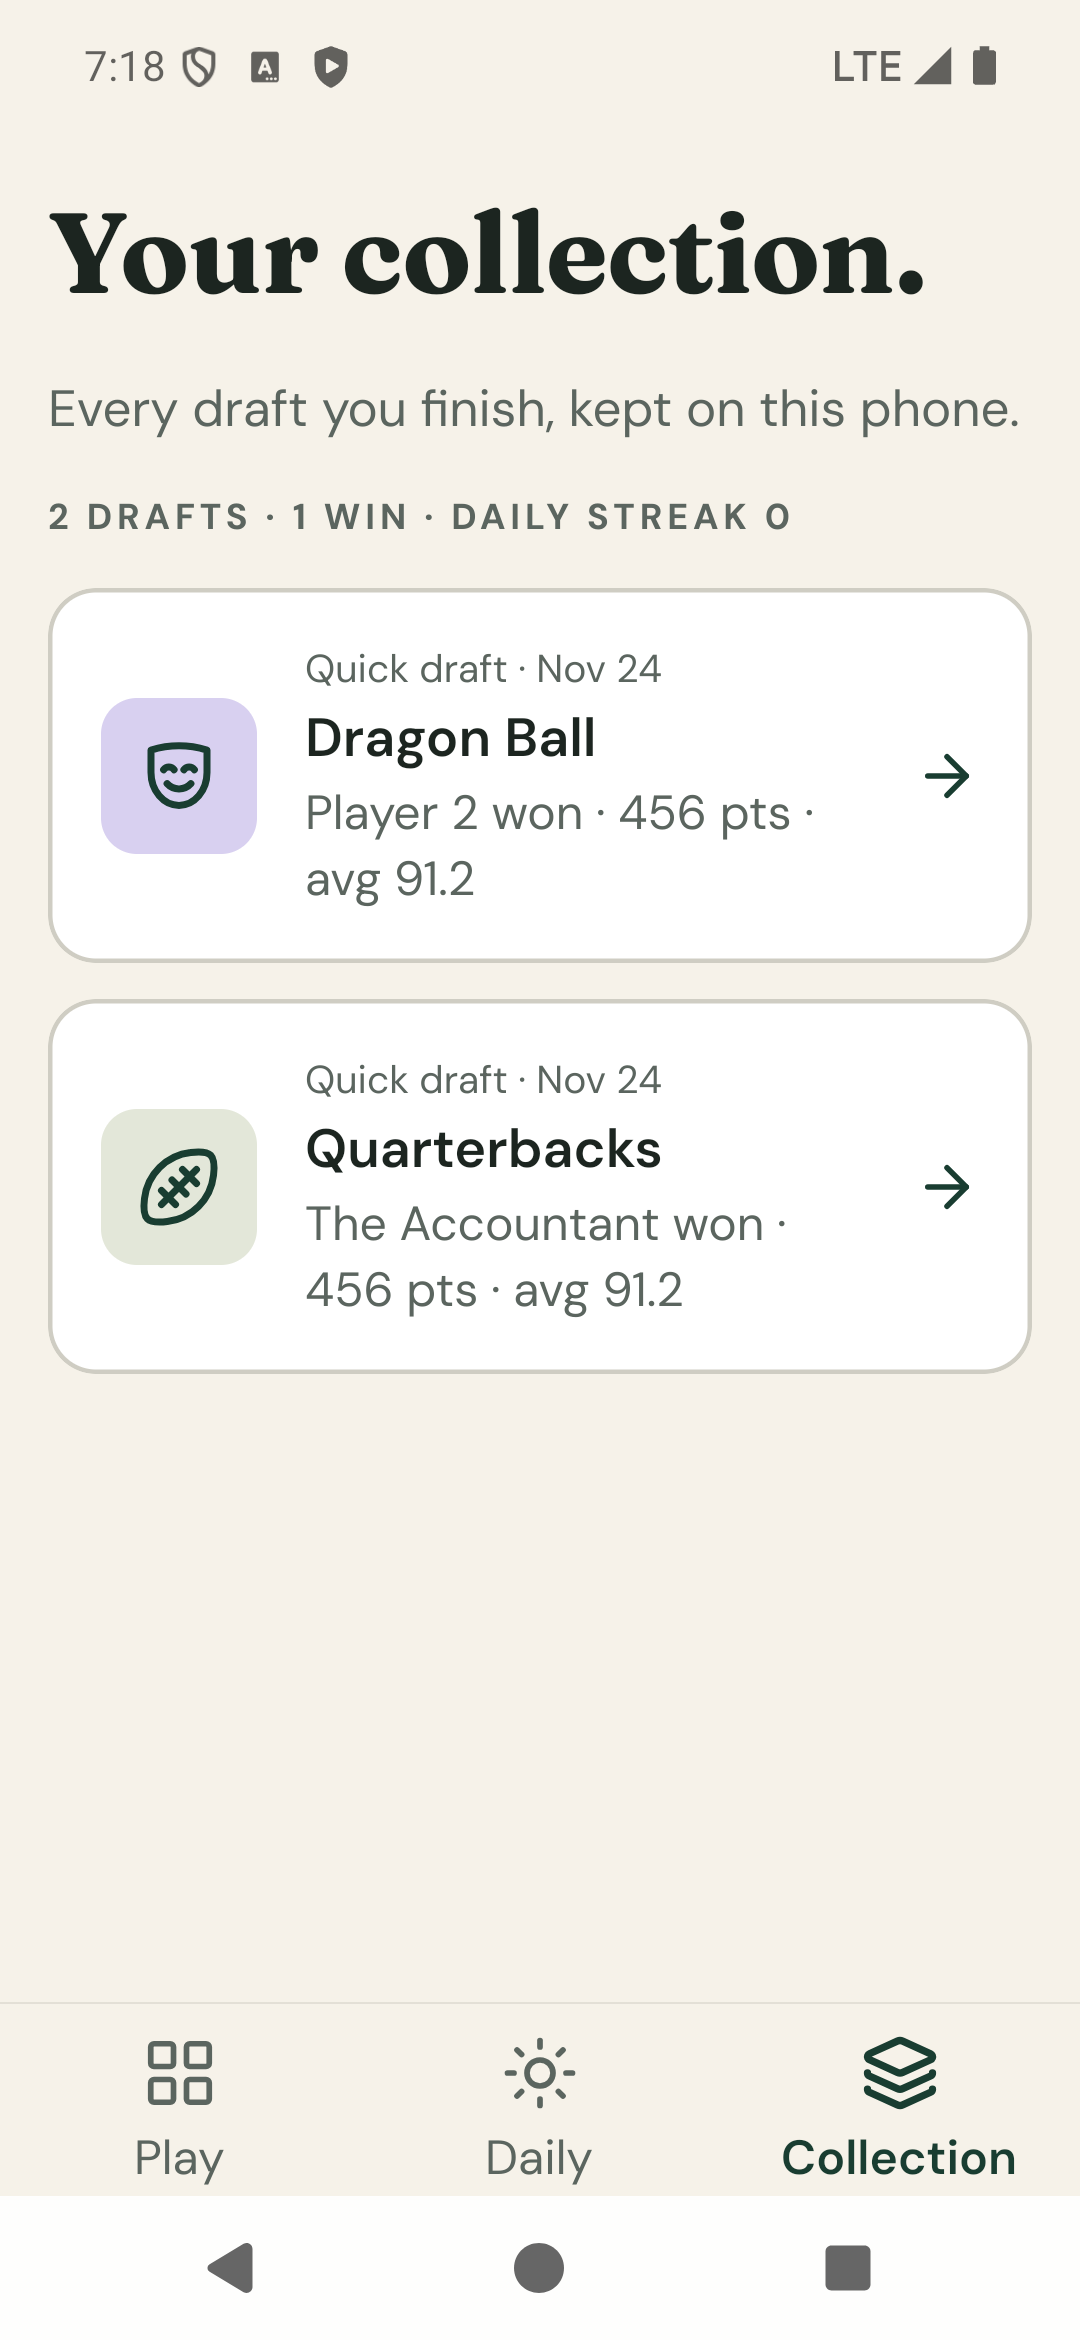 7:18
LTE
Your collection.
Every draft you finish, kept on this phone.
2 DRAFTS · 1 WIN · DAILY STREAK 0
Quick draft · Nov 24
Dragon Ball
Player 2 won · 456 pts ·
avg 91.2
Quick draft · Nov 24
Quarterbacks
The Accountant won ·
456 pts · avg 91.2
Play
Daily
Collection